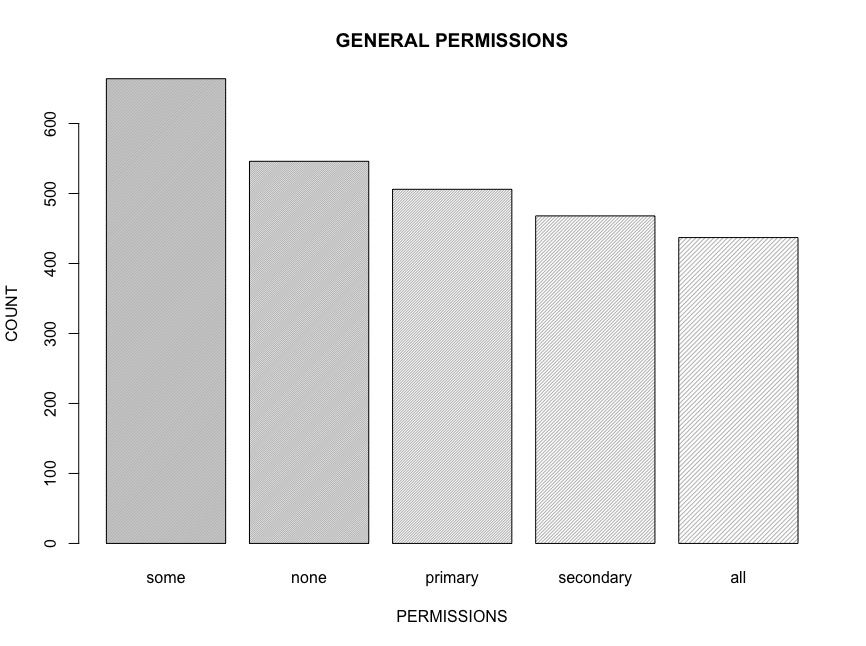 GENERAL PERMISSIONS
COUNT
600
500
400
300
200
100
0
some none primary secondary all
PERMISSIONS